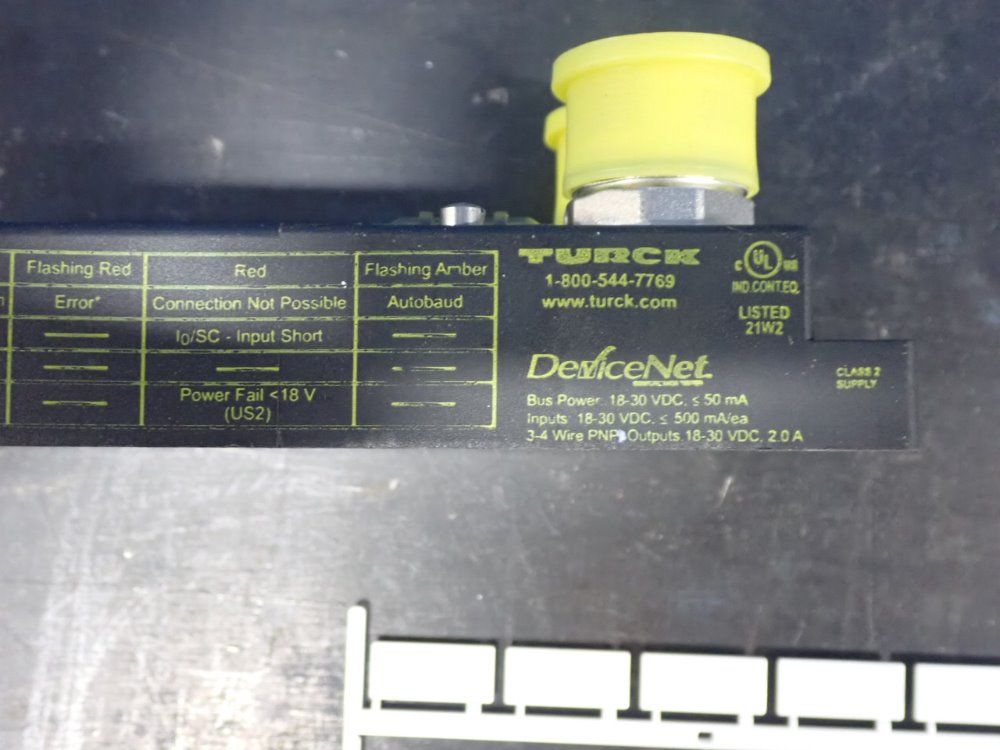 Flashing Red
Red
Flashing Amber
Error*
Connection Not Possible
Autobaud
I₀/SC - Input Short
Power Fail <18 V
(US2)
TURCK
1-800-544-7769
www.turck.com
c UL us
IND.CONT.EQ.
LISTED
21W2
DeviceNet
Bus Power: 18-30 VDC, ≤ 50 mA
Inputs: 18-30 VDC, ≤ 500 mA/ea
3-4 Wire PNP, Outputs 18-30 VDC, 2.0 A
CLASS 2
SUPPLY